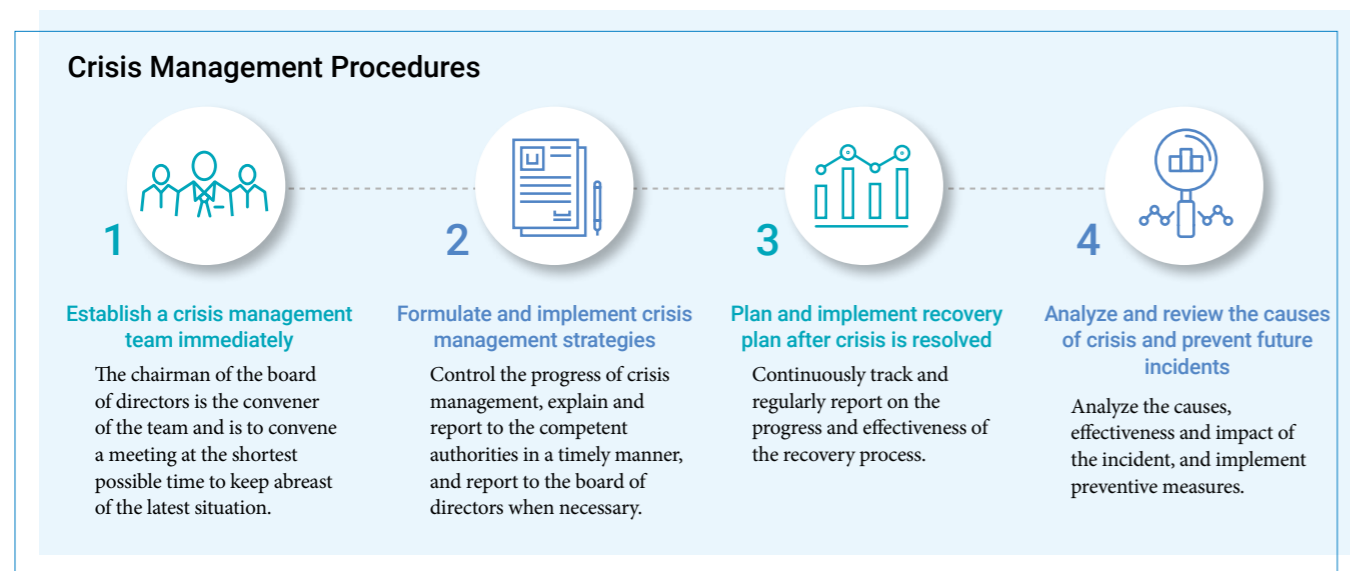 Crisis Management Procedures
1
Establish a crisis management
team immediately
The chairman of the board
of directors is the convener
of the team and is to convene
a meeting at the shortest
possible time to keep abreast
of the latest situation.
2
Formulate and implement crisis
management strategies
Control the progress of crisis
management, explain and
report to the competent
authorities in a timely manner,
and report to the board of
directors when necessary.
3
Plan and implement recovery
plan after crisis is resolved
Continuously track and
regularly report on the
progress and effectiveness of
the recovery process.
4
Analyze and review the causes
of crisis and prevent future
incidents
Analyze the causes,
effectiveness and impact of
the incident, and implement
preventive measures.